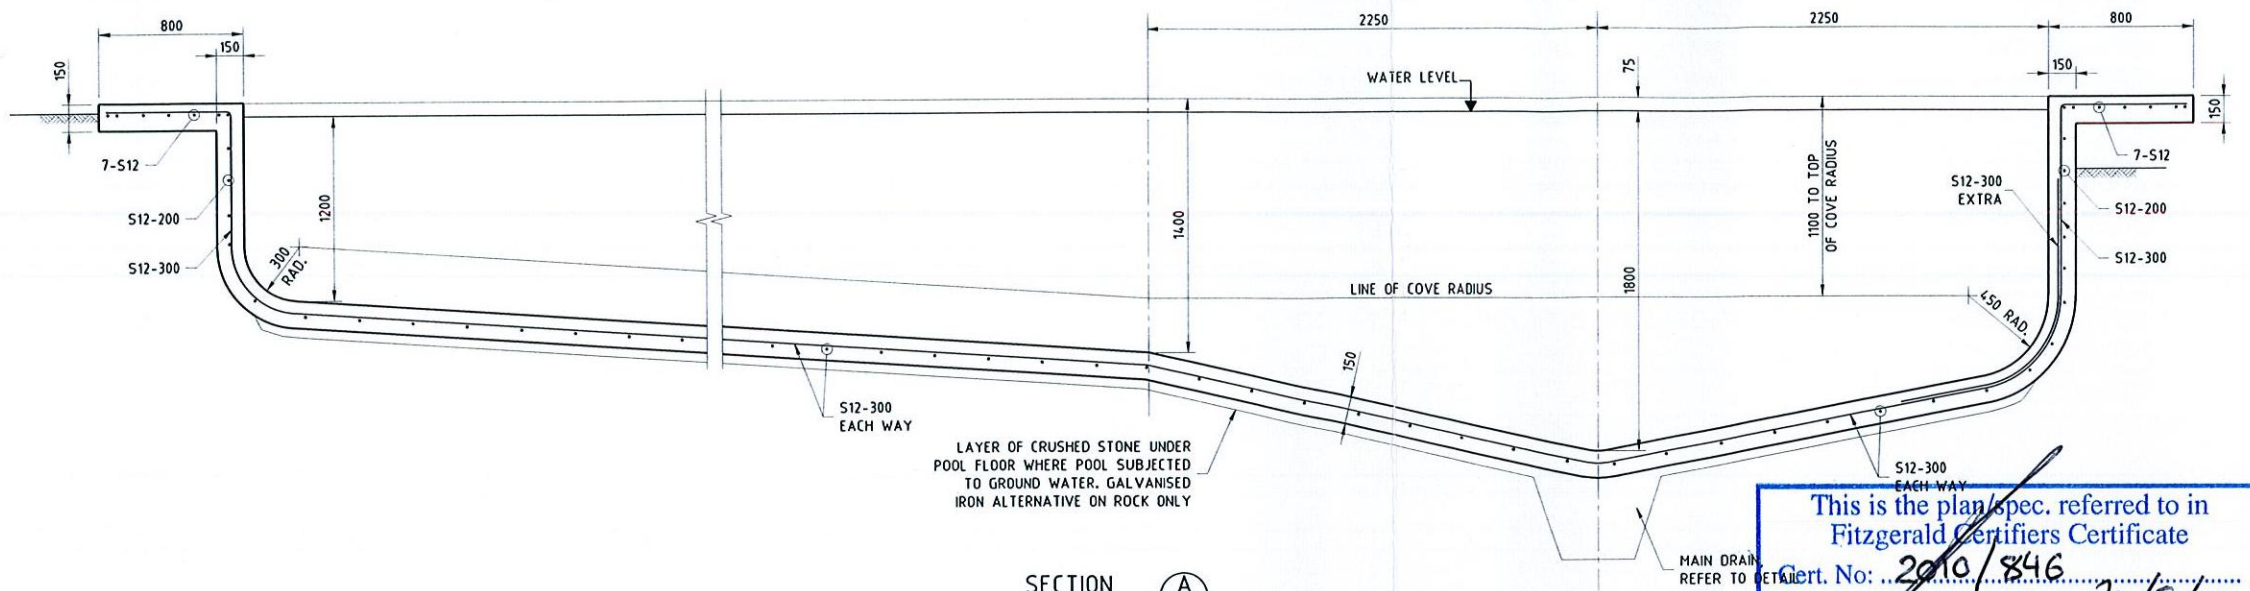 800
2250
2250
800
150
150
150
75
WATER LEVEL
150
7-S12
7-S12
S12-200
S12-300
1200
300
RAD.
1400
1800
1100 TO TOP
OF COVE RADIUS
S12-300
EXTRA
S12-200
S12-300
LINE OF COVE RADIUS
450 RAD.
150
S12-300
EACH WAY
LAYER OF CRUSHED STONE UNDER
POOL FLOOR WHERE POOL SUBJECTED
TO GROUND WATER. GALVANISED
IRON ALTERNATIVE ON ROCK ONLY
S12-300
EACH WAY
MAIN DRAIN,
REFER TO DETAIL
SECTION
A
This is the plan/spec. referred to in
Fitzgerald Certifiers Certificate
Cert. No: 2010/846